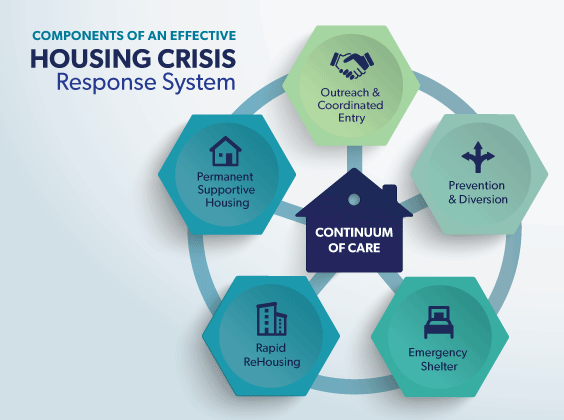 COMPONENTS OF AN EFFECTIVE
HOUSING CRISIS
Response System
Outreach &
Coordinated
Entry
Permanent
Supportive
Housing
Prevention
& Diversion
CONTINUUM
OF CARE
Rapid
ReHousing
Emergency
Shelter